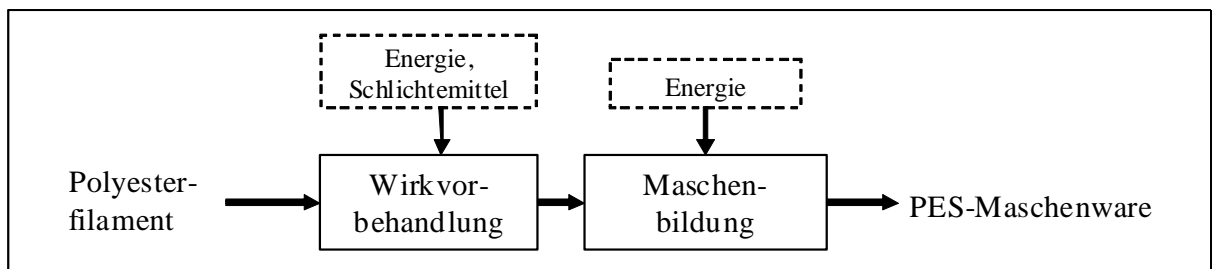 Energie,
Schlichtemittel
Energie
Polyester-
filament
Wirkvor-
behandlung
Maschen-
bildung
PES-Maschenware